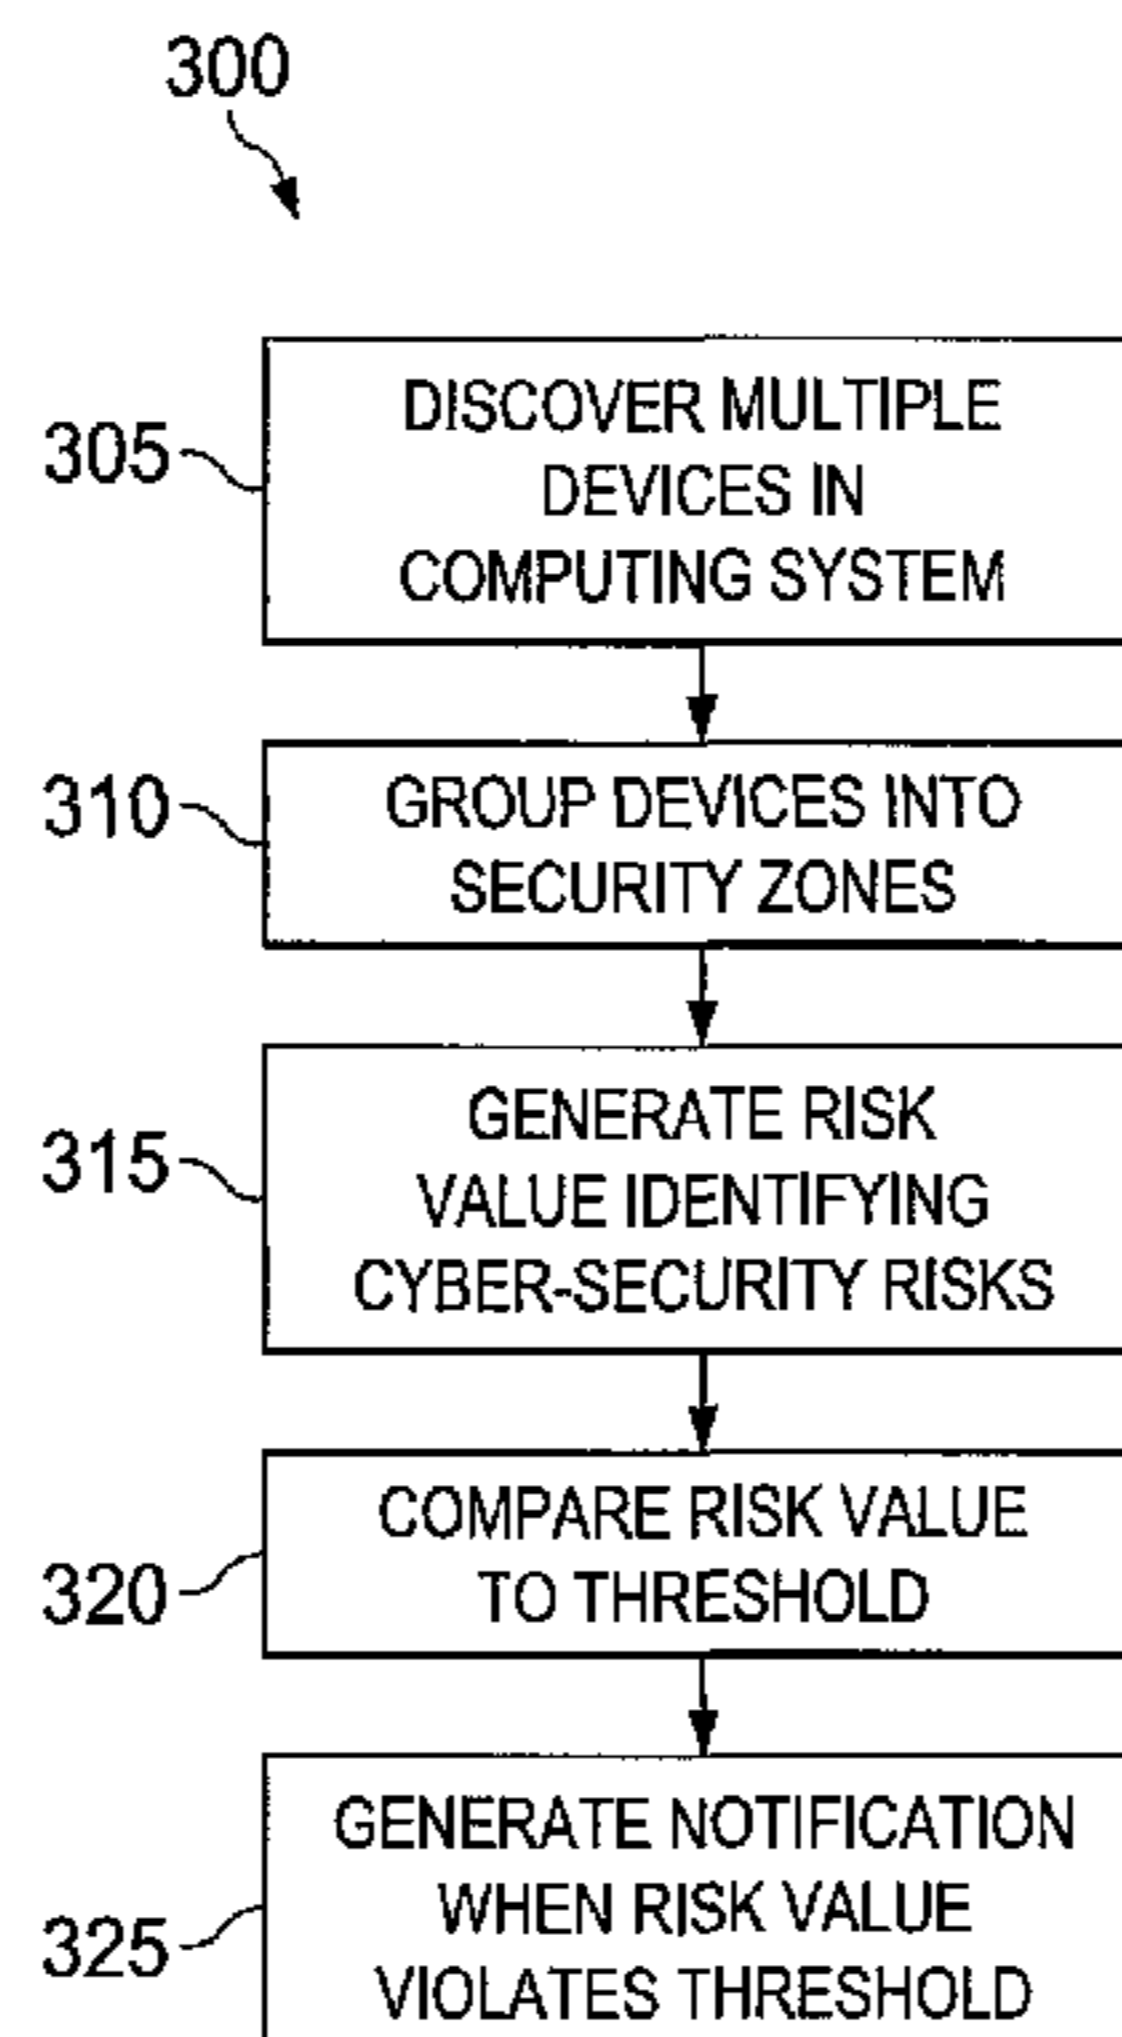 300
305
DISCOVER MULTIPLE
DEVICES IN
COMPUTING SYSTEM
310
GROUP DEVICES INTO
SECURITY ZONES
315
GENERATE RISK
VALUE IDENTIFYING
CYBER-SECURITY RISKS
320
COMPARE RISK VALUE
TO THRESHOLD
325
GENERATE NOTIFICATION
WHEN RISK VALUE
VIOLATES THRESHOLD